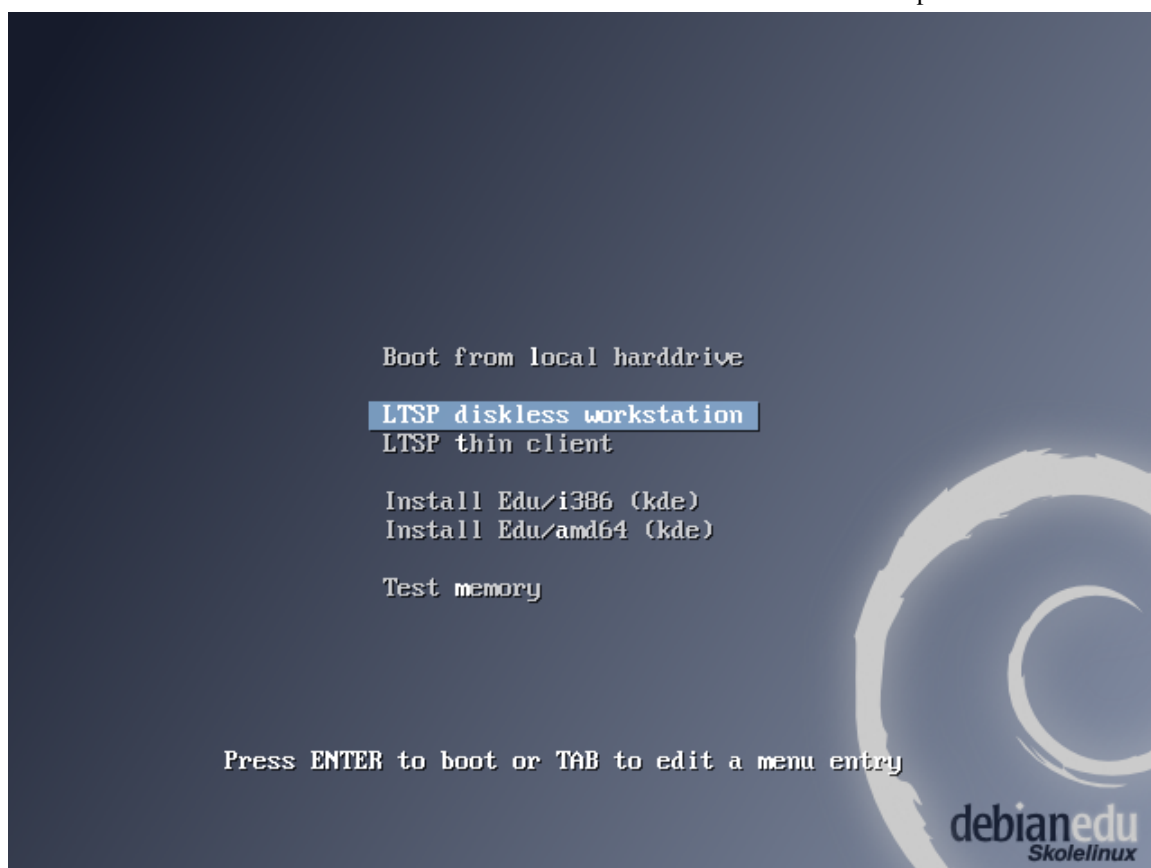 Boot from local harddrive
LTSP diskless workstation
LTSP thin client
Install Edu/i386 (kde)
Install Edu/amd64 (kde)
Test memory
Press ENTER to boot or TAB to edit a menu entry
debianedu
Skolelinux